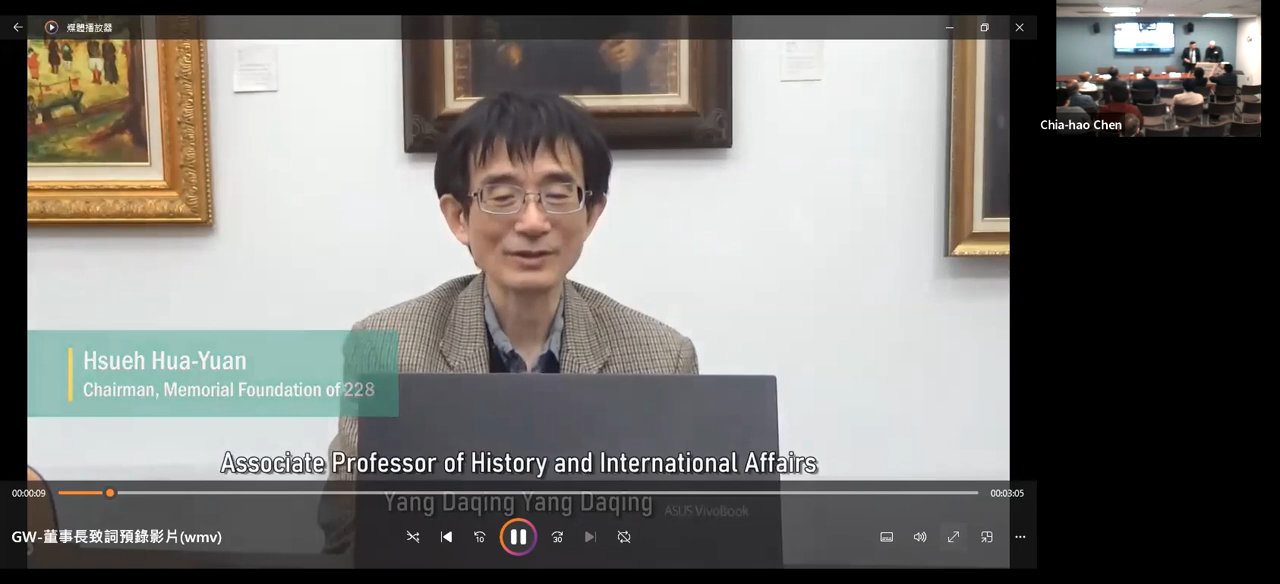 媒體播放器
Chia-hao Chen
Hsueh Hua-Yuan
Chairman, Memorial Foundation of 228
Associate Professor of History and International Affairs
00:00:09
00:03:05
Yang Daqing Yang Daqing
ASUS VivoBook
GW-董事長致詞預錄影片(wmv)
10
30